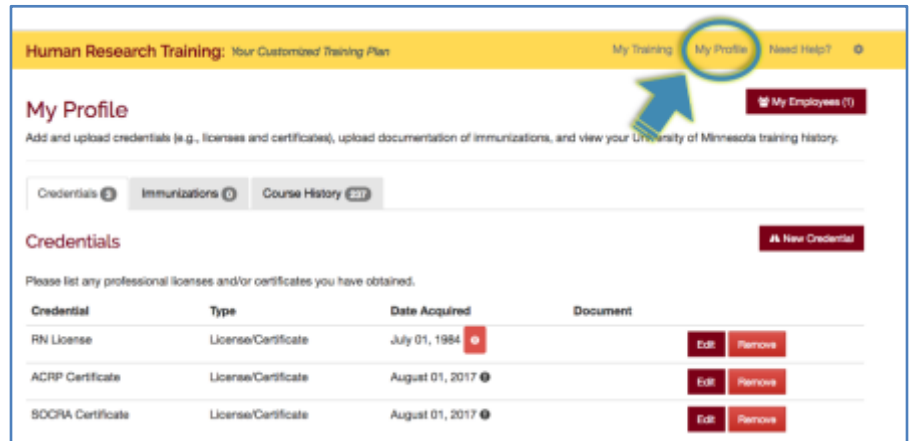 Human Research Training: Your Customized Training Plan My Training My Profile Need Help?
My Profile My Employees (1)
Add and upload credentials (e.g., licenses and certificates), upload documentation of immunizations, and view your University of Minnesota training history.
Credentials 3 Immunizations 0 Course History 237
Credentials New Credential
Please list any professional licenses and/or certificates you have obtained.
Credential Type Date Acquired Document
RN License License/Certificate July 01, 1984 Edit Remove
ACRP Certificate License/Certificate August 01, 2017 Edit Remove
SOCRA Certificate License/Certificate August 01, 2017 Edit Remove